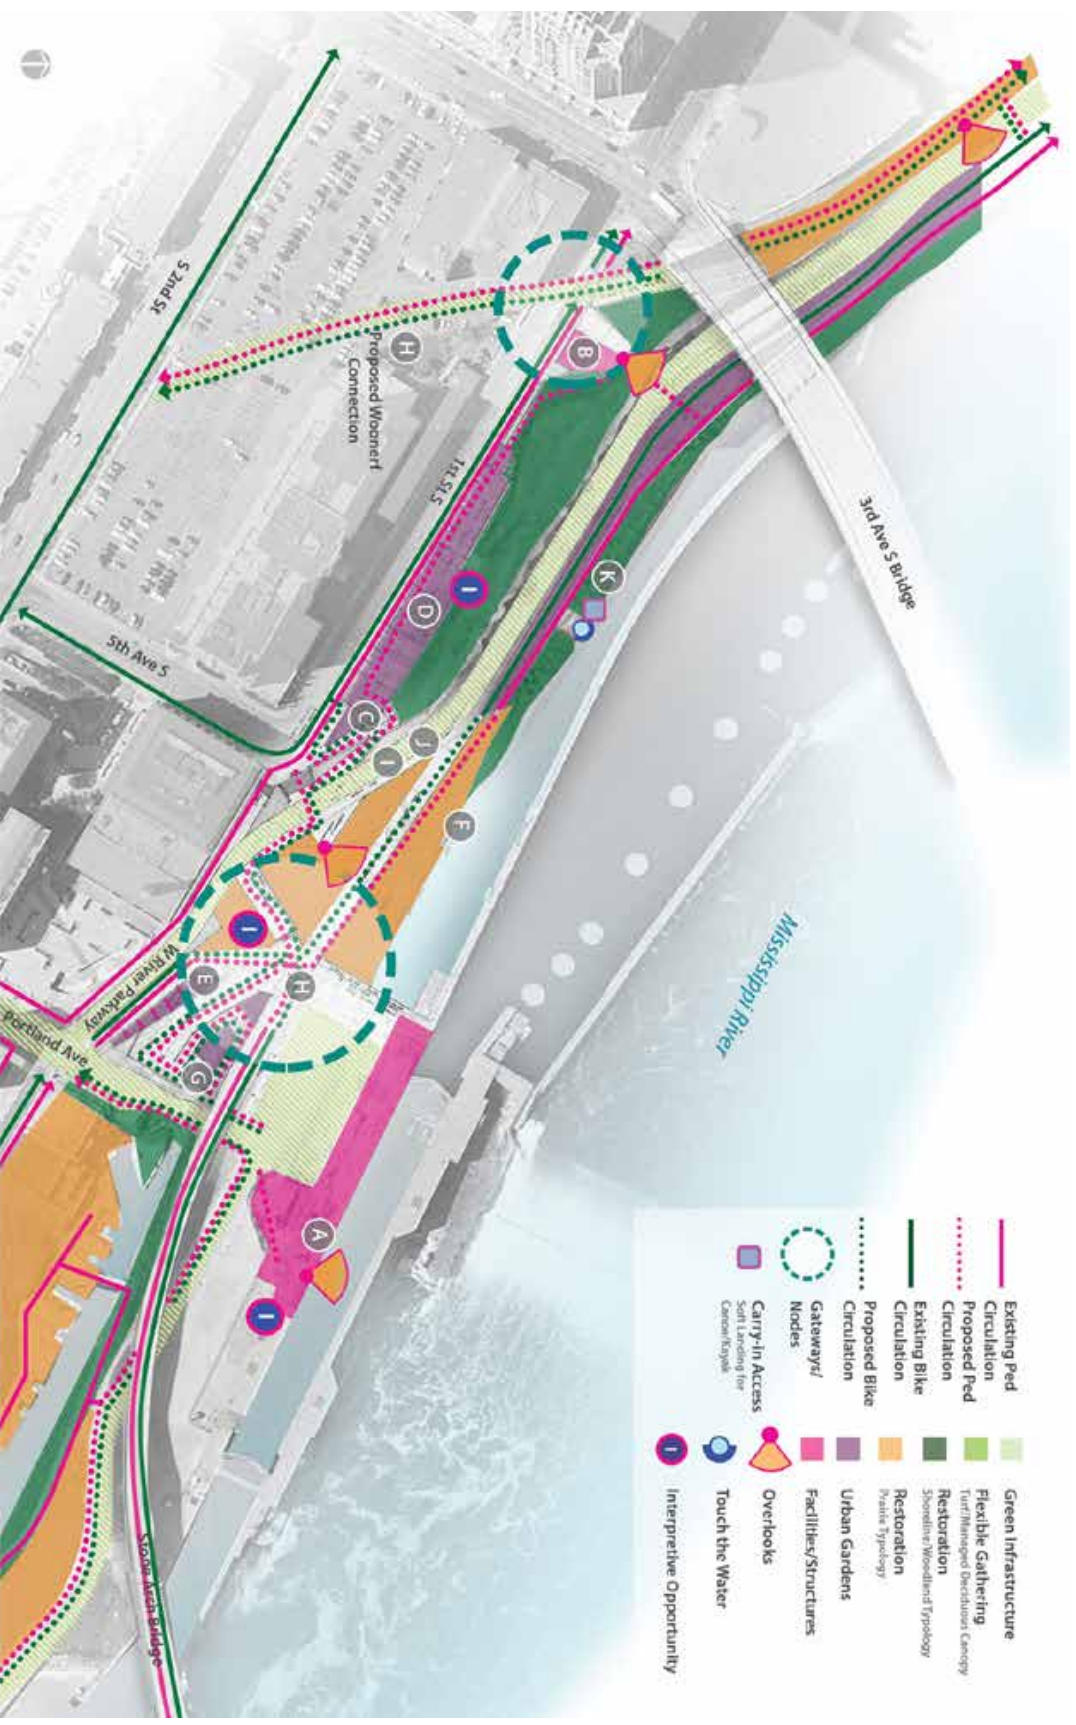 3rd Ave S Bridge
Mississippi River
S 2nd St
H
Proposed Woonerf
Connection
B
1st St S
5th Ave S
K
I
D
C
J
I
F
I
H
E
W River Parkway
Portland Ave
G
A
I
Stone Arch Bridge
Existing Ped
Circulation
Proposed Ped
Circulation
Existing Bike
Circulation
Proposed Bike
Circulation
Gateways/
Nodes
Carry-in Access
Soft Landing for
Canoe/Kayak
Green Infrastructure
Flexible Gathering
Turf/Managed Deciduous Canopy
Restoration
Shoreline/Woodland Typology
Restoration
Prairie Typology
Urban Gardens
Facilities/Structures
Overlooks
Touch the Water
I
Interpretive Opportunity